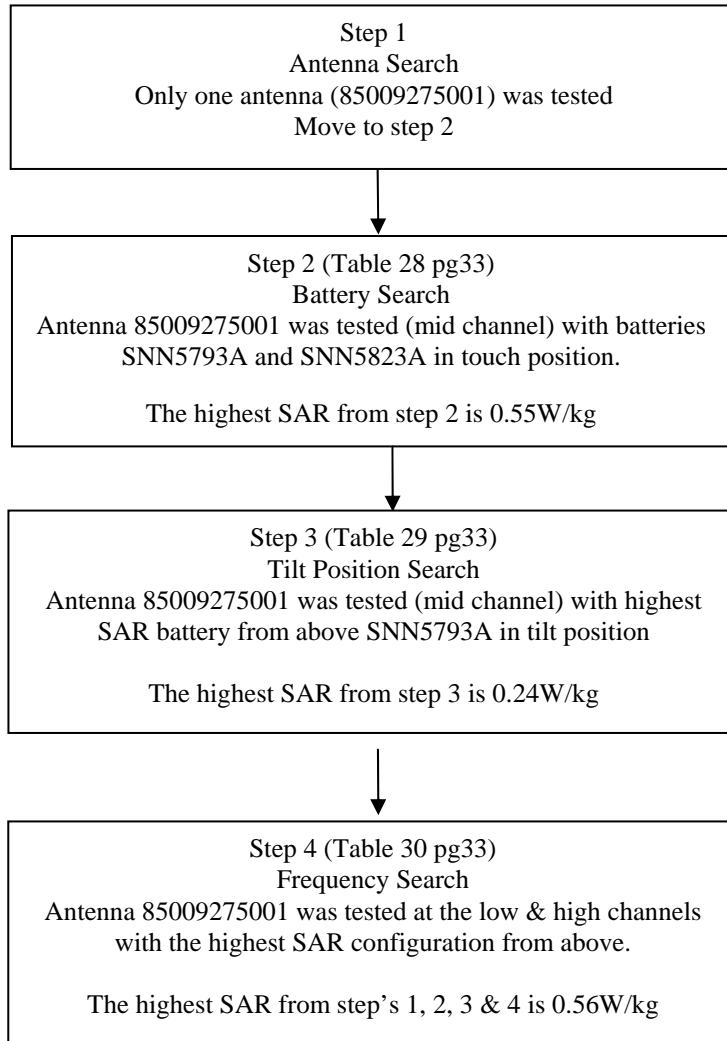 Step 1
Antenna Search
Only one antenna (85009275001) was tested
Move to step 2
Step 2 (Table 28 pg33)
Battery Search
Antenna 85009275001 was tested (mid channel) with batteries
SNN5793A and SNN5823A in touch position.
The highest SAR from step 2 is 0.55W/kg
Step 3 (Table 29 pg33)
Tilt Position Search
Antenna 85009275001 was tested (mid channel) with highest
SAR battery from above SNN5793A in tilt position
The highest SAR from step 3 is 0.24W/kg
Step 4 (Table 30 pg33)
Frequency Search
Antenna 85009275001 was tested at the low & high channels
with the highest SAR configuration from above.
The highest SAR from step’s 1, 2, 3 & 4 is 0.56W/kg